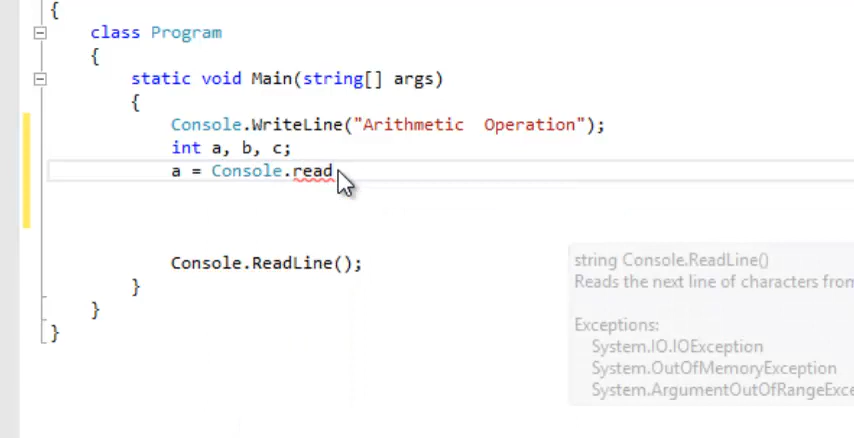 {
class Program
{
static void Main(string[] args)
{
Console.WriteLine("Arithmetic  Operation");
int a, b, c;
a = Console.read
Console.ReadLine();
}
}
}
string Console.ReadLine()
Reads the next line of characters from
Exceptions:
System.IO.IOException
System.OutOfMemoryException
System.ArgumentOutOfRangeExce